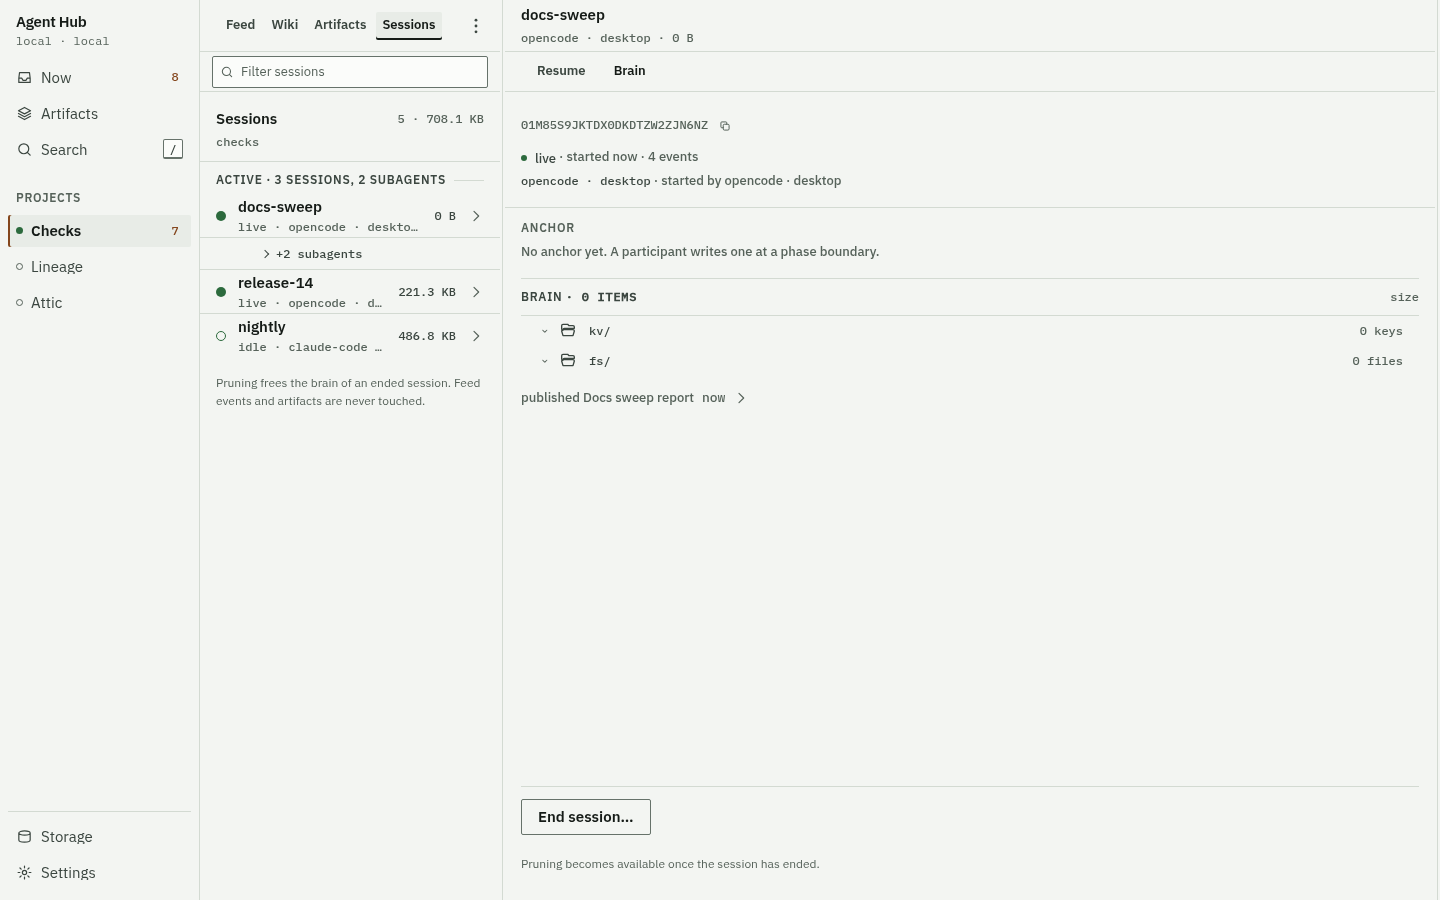 Agent Hub
local · local
Now 8
Artifacts
Search /
PROJECTS
Checks 7
Lineage
Attic
Storage
Settings
Feed Wiki Artifacts Sessions
Filter sessions
Sessions 5 · 708.1 KB
checks
ACTIVE · 3 SESSIONS, 2 SUBAGENTS
docs-sweep 0 B
live · opencode · deskto…
+2 subagents
release-14 221.3 KB
live · opencode · d…
nightly 486.8 KB
idle · claude-code …
Pruning frees the brain of an ended session. Feed
events and artifacts are never touched.
docs-sweep
opencode · desktop · 0 B
Resume Brain
01M85S9JKTDX0DKDTZW2ZJN6NZ
live · started now · 4 events
opencode · desktop · started by opencode · desktop
ANCHOR
No anchor yet. A participant writes one at a phase boundary.
BRAIN · 0 ITEMS size
kv/ 0 keys
fs/ 0 files
published Docs sweep report now
End session…
Pruning becomes available once the session has ended.